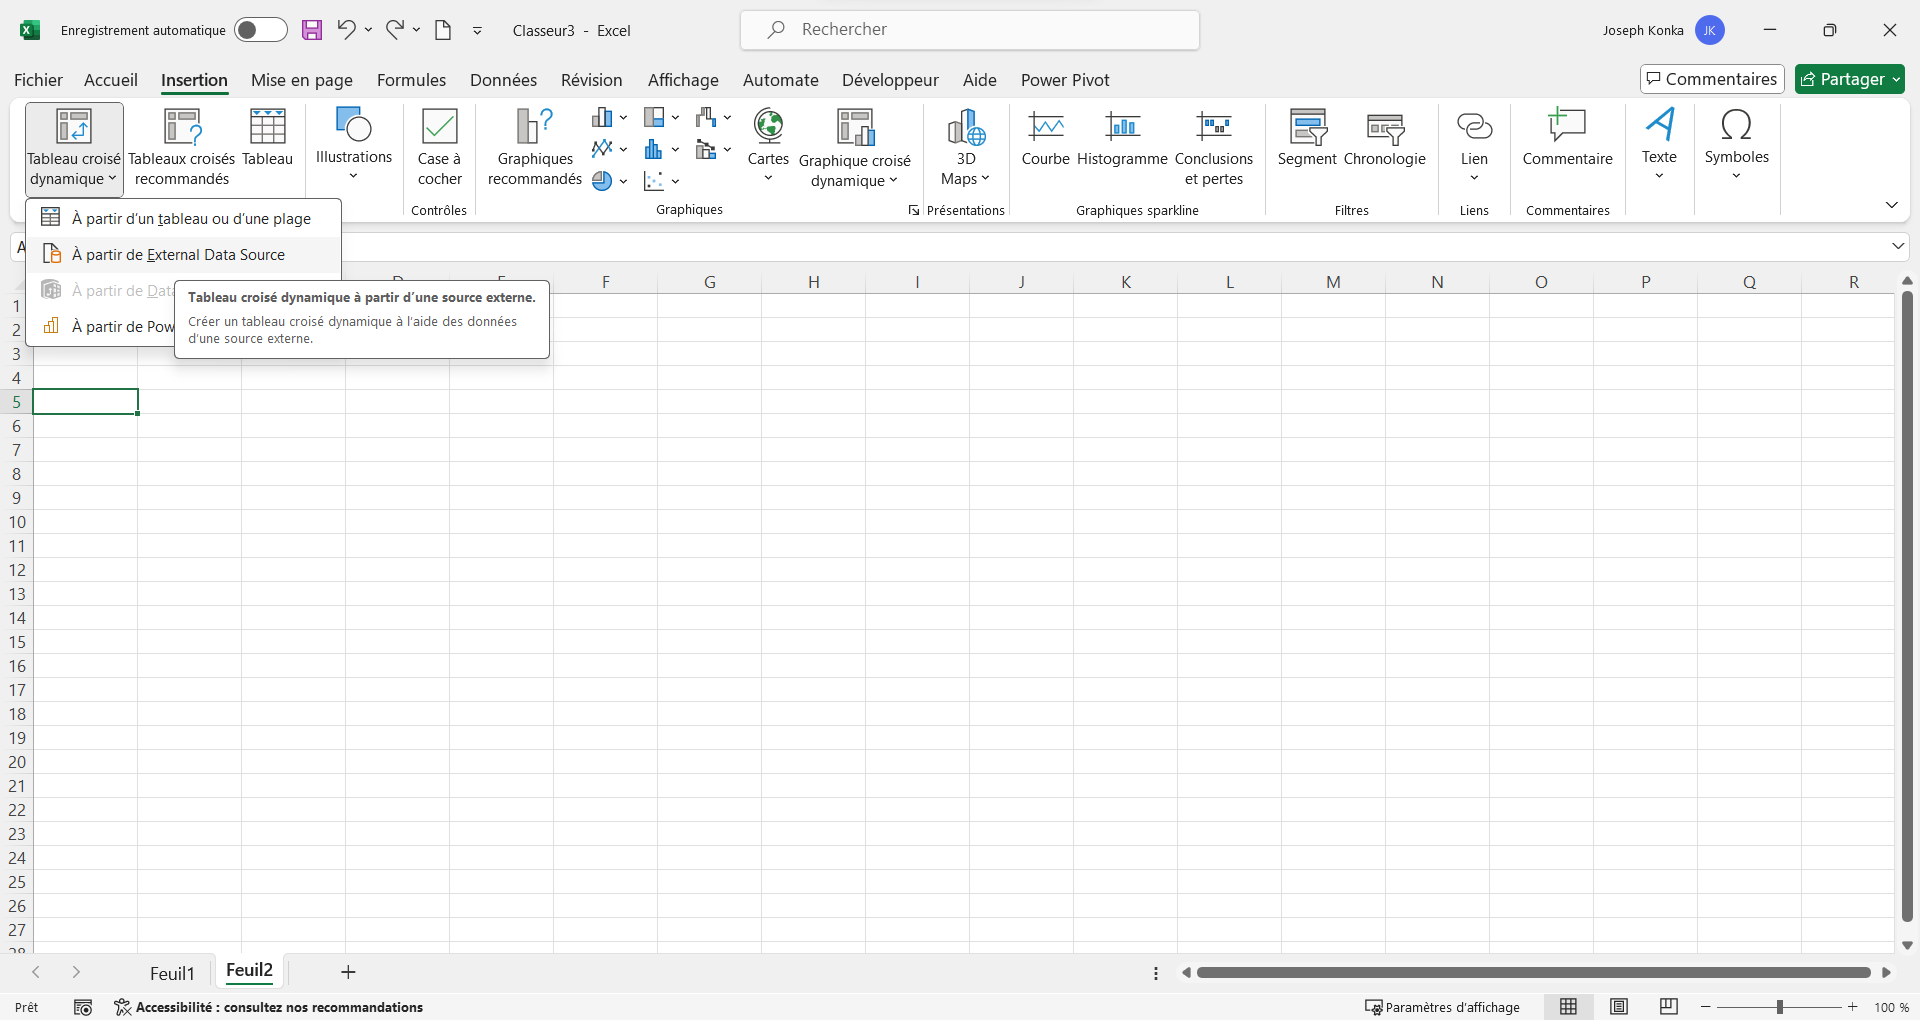 Enregistrement automatique
Classeur3 - Excel
Rechercher
Joseph Konka
JK
Fichier Accueil Insertion Mise en page Formules Données Révision Affichage Automate Développeur Aide Power Pivot
Commentaires
Partager
Tableau croisé
dynamique
Tableaux croisés
recommandés
Tableau
Illustrations
Case à
cocher
Contrôles
Graphiques
recommandés
Cartes
Graphique croisé
dynamique
Graphiques
3D
Maps
Présentations
Courbe
Histogramme
Conclusions
et pertes
Graphiques sparkline
Segment
Chronologie
Filtres
Lien
Liens
Commentaire
Commentaires
Texte
Symboles
À partir d’un tableau ou d’une plage
À partir de External Data Source
À partir de Data
À partir de Pow
Tableau croisé dynamique à partir d’une source externe.
Créer un tableau croisé dynamique à l’aide des données
d’une source externe.
A
F G H I J K L M N O P Q R
1
2
3
4
5
6
7
8
9
10
11
12
13
14
15
16
17
18
19
20
21
22
23
24
25
26
27
28
Feuil1
Feuil2
Prêt
Accessibilité : consultez nos recommandations
Paramètres d’affichage
100 %